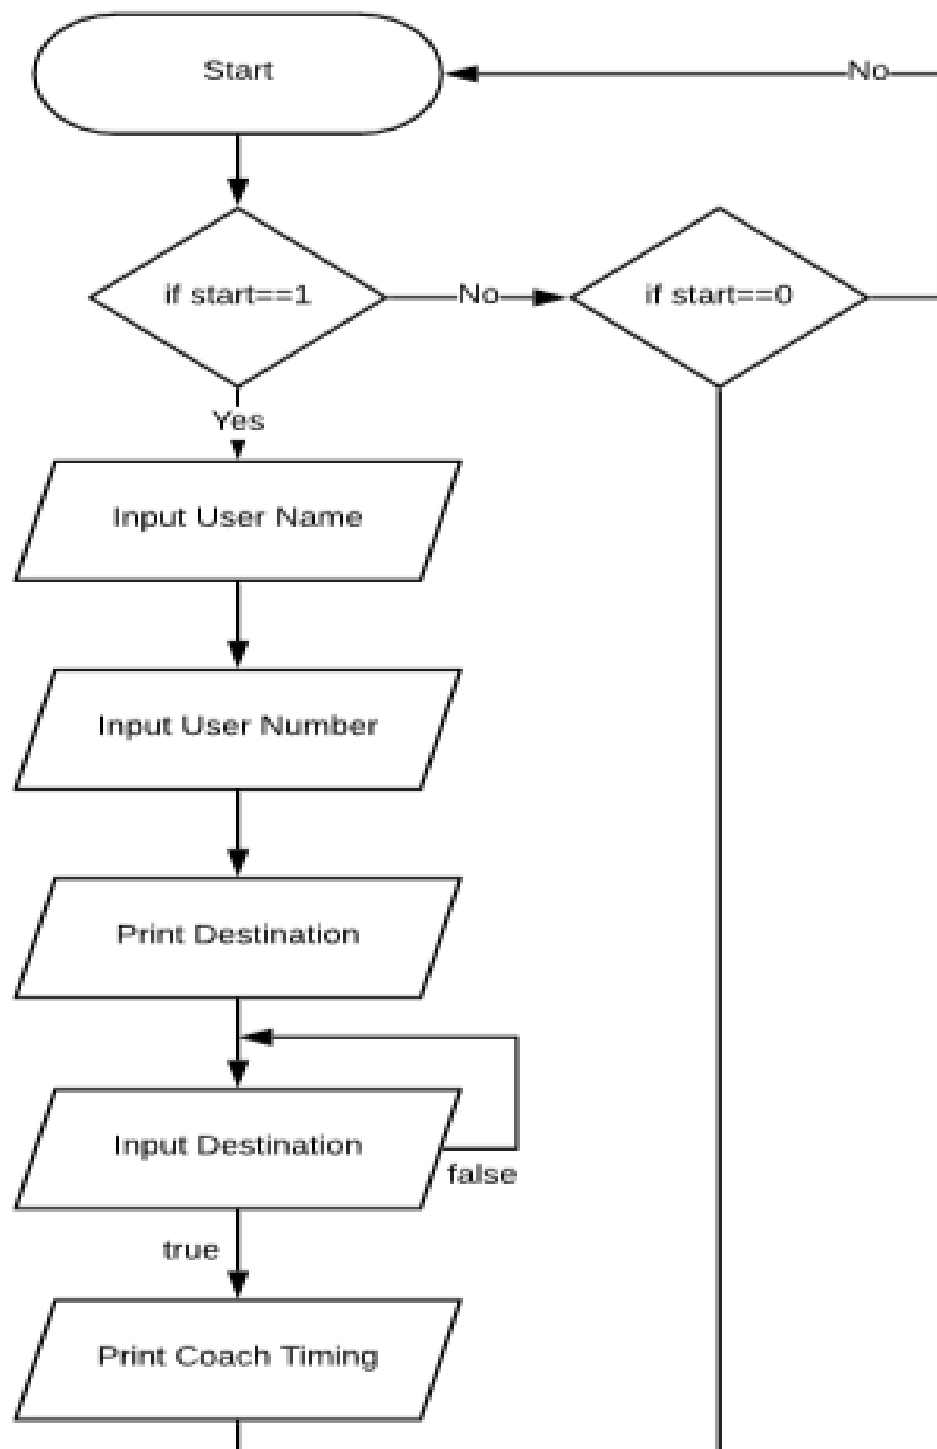 Start
No
if start==1
No
if start==0
Yes
Input User Name
Input User Number
Print Destination
Input Destination
false
true
Print Coach Timing